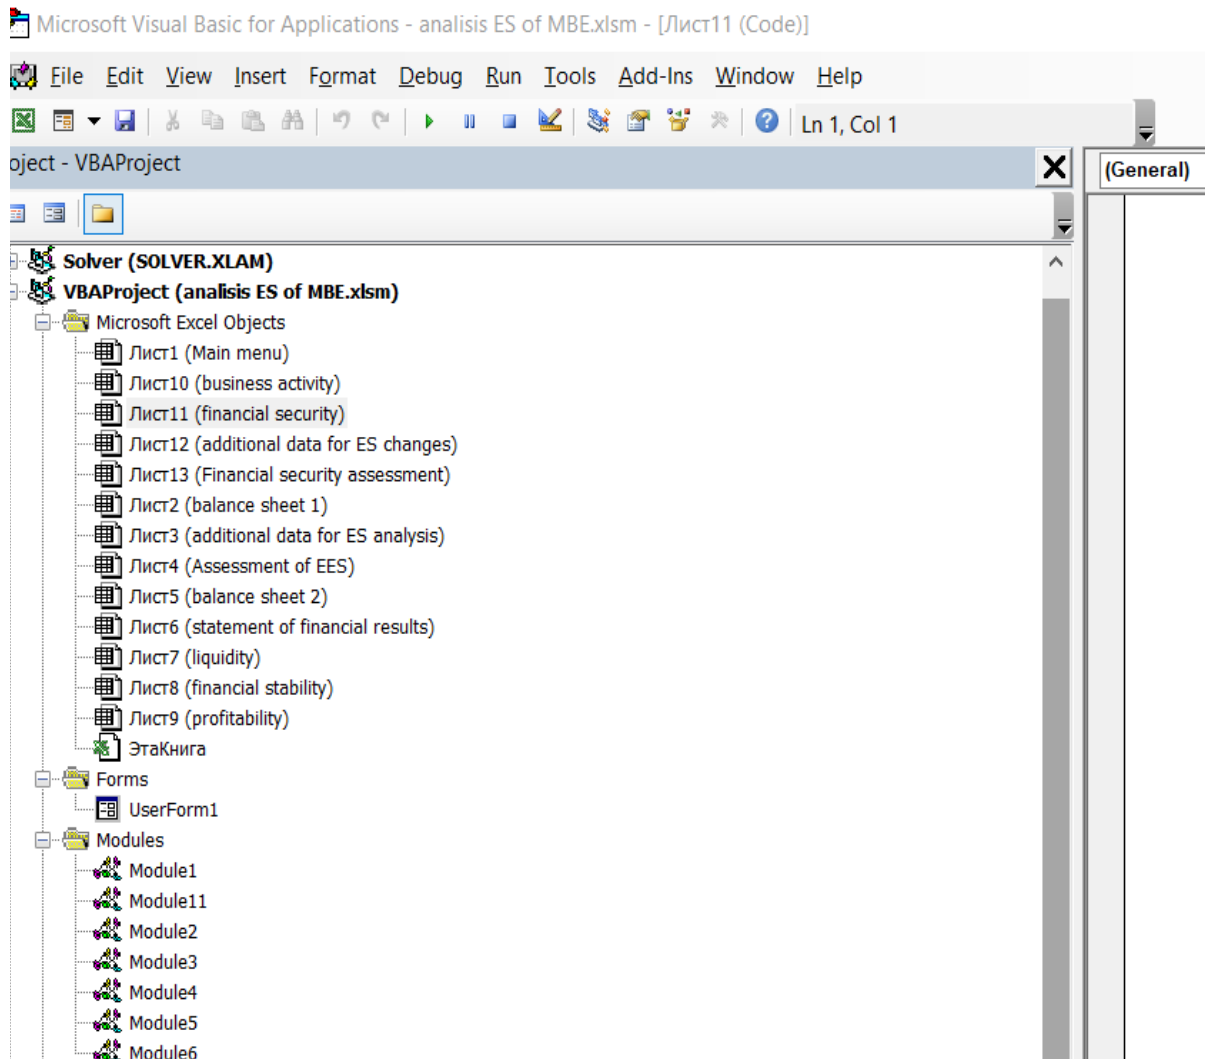 Microsoft Visual Basic for Applications - analisis ES of MBE.xlsm - [Лист11 (Code)]
File Edit View Insert Format Debug Run Tools Add-Ins Window Help
Ln 1, Col 1
oject - VBAProject
(General)
Solver (SOLVER.XLAM)
VBAProject (analisis ES of MBE.xlsm)
Microsoft Excel Objects
Лист1 (Main menu)
Лист10 (business activity)
Лист11 (financial security)
Лист12 (additional data for ES changes)
Лист13 (Financial security assessment)
Лист2 (balance sheet 1)
Лист3 (additional data for ES analysis)
Лист4 (Assessment of EES)
Лист5 (balance sheet 2)
Лист6 (statement of financial results)
Лист7 (liquidity)
Лист8 (financial stability)
Лист9 (profitability)
ЭтаКнига
Forms
UserForm1
Modules
Module1
Module11
Module2
Module3
Module4
Module5
Module6